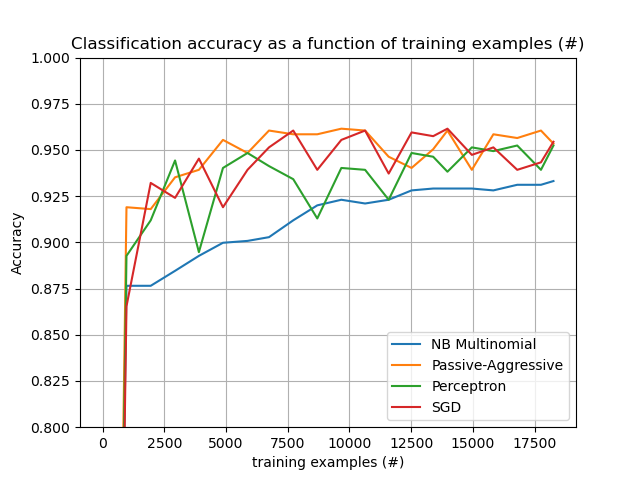 Classification accuracy as a function of training examples (#)
1.000
0.975
0.950
0.925
0.900
0.875
0.850
0.825
0.800
Accuracy
NB Multinomial
Passive-Aggressive
Perceptron
SGD
0 2500 5000 7500 10000 12500 15000 17500
training examples (#)